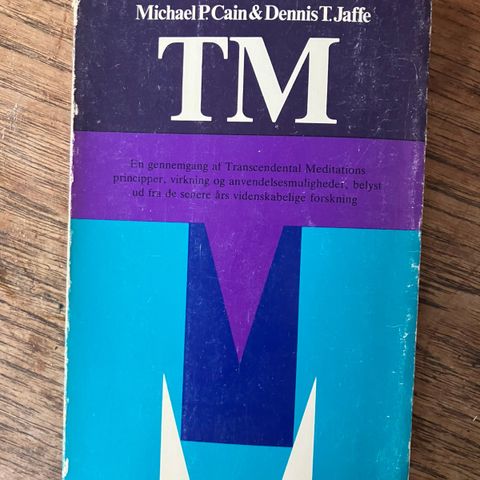 Michael P. Cain & Dennis T. Jaffe
TM
En gennemgang af Transcendental Meditations
principper, virkning og anvendelsesmuligheder, belyst
ud fra de senere års videnskabelige forskning